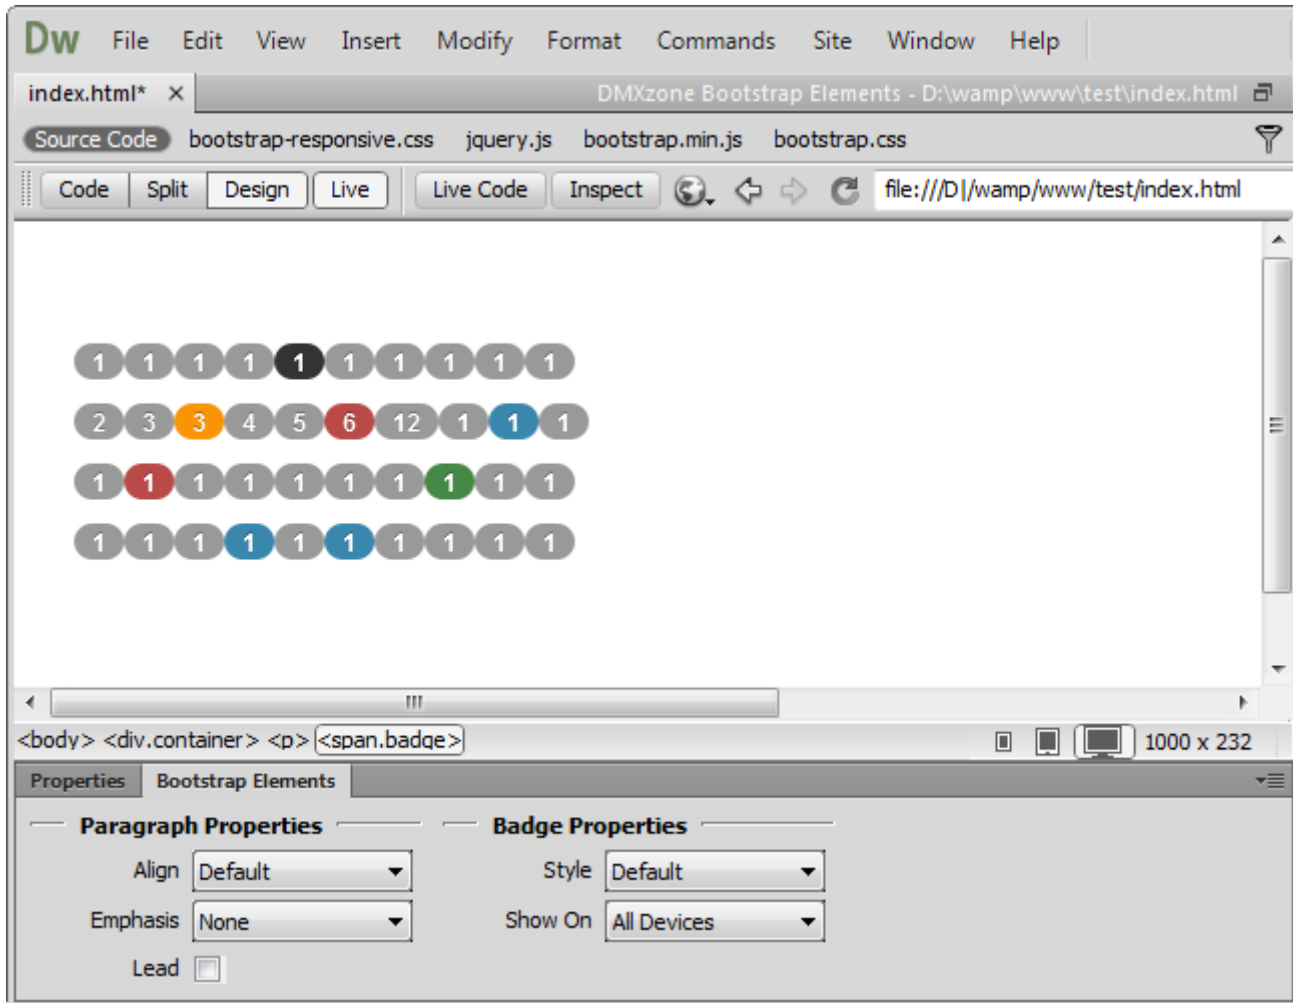 Dw File Edit View Insert Modify Format Commands Site Window Help
index.html* × DMXzone Bootstrap Elements - D:\wamp\www\test\index.html
Source Code bootstrap-responsive.css jquery.js bootstrap.min.js bootstrap.css
Code Split Design Live Live Code Inspect file:///D|/wamp/www/test/index.html
1 1 1 1 1 1 1 1 1 1
2 3 3 4 5 6 12 1 1 1
1 1 1 1 1 1 1 1 1 1
1 1 1 1 1 1 1 1 1 1
<body> <div.container> <p> <span.badge> 1000 x 232
Properties Bootstrap Elements
Paragraph Properties Badge Properties
Align Default Style Default
Emphasis None Show On All Devices
Lead